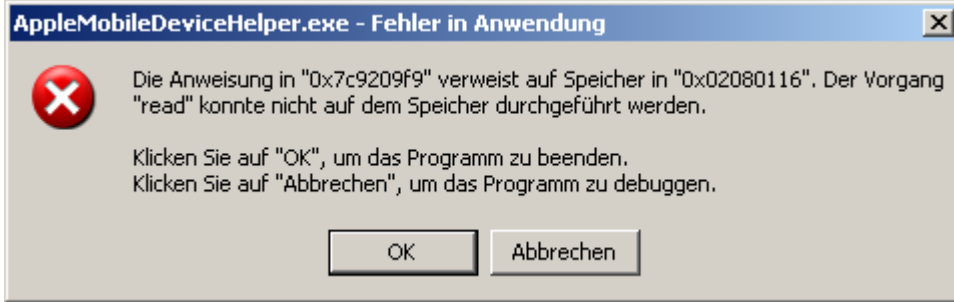 AppleMobileDeviceHelper.exe - Fehler in Anwendung
Die Anweisung in "0x7c9209f9" verweist auf Speicher in "0x02080116". Der Vorgang
"read" konnte nicht auf dem Speicher durchgeführt werden.
Klicken Sie auf "OK", um das Programm zu beenden.
Klicken Sie auf "Abbrechen", um das Programm zu debuggen.
OK
Abbrechen